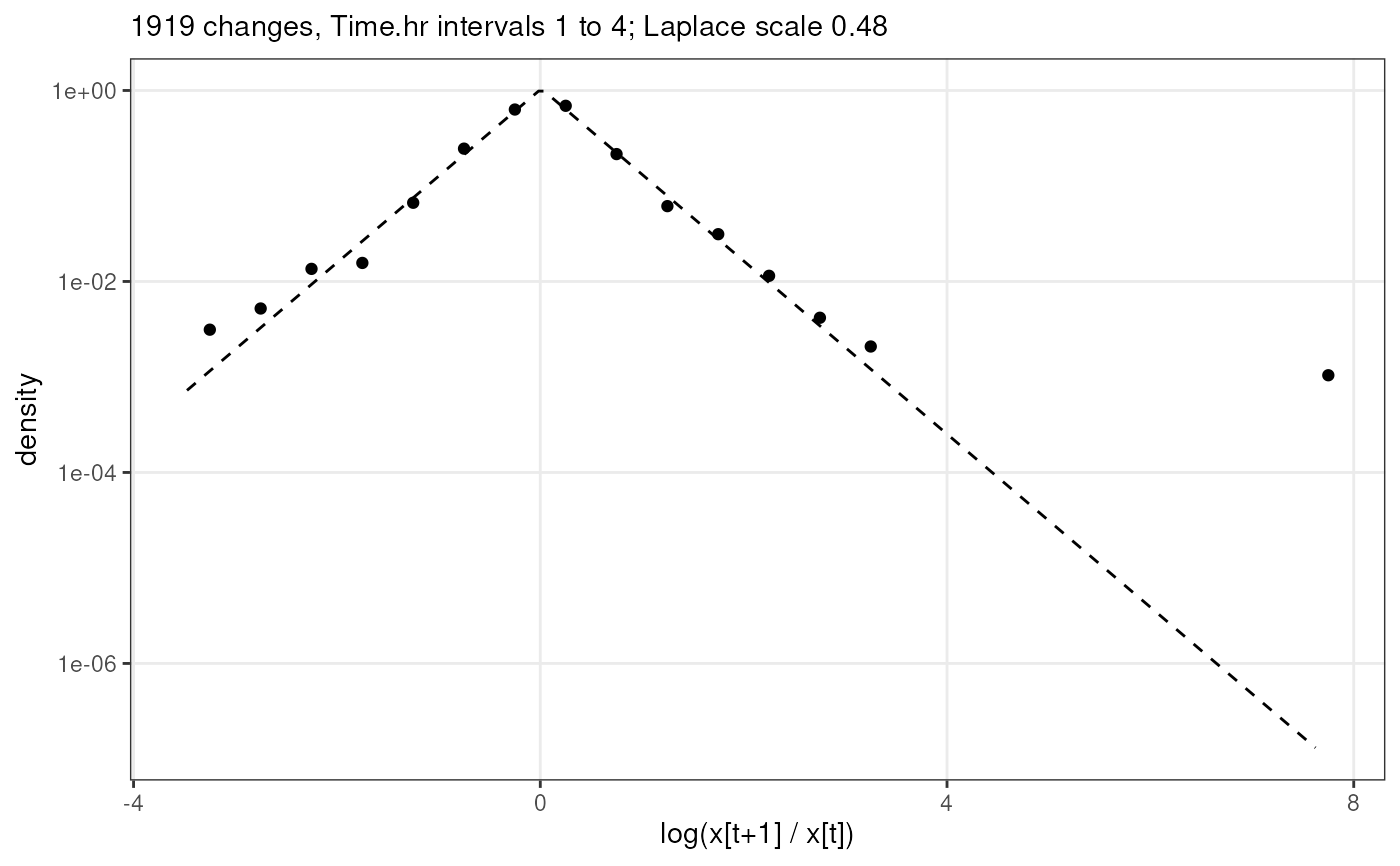 1919 changes, Time.hr intervals 1 to 4; Laplace scale 0.48
1e+00
1e-02
1e-04
1e-06
density
-4
0
4
8
log(x[t+1] / x[t])